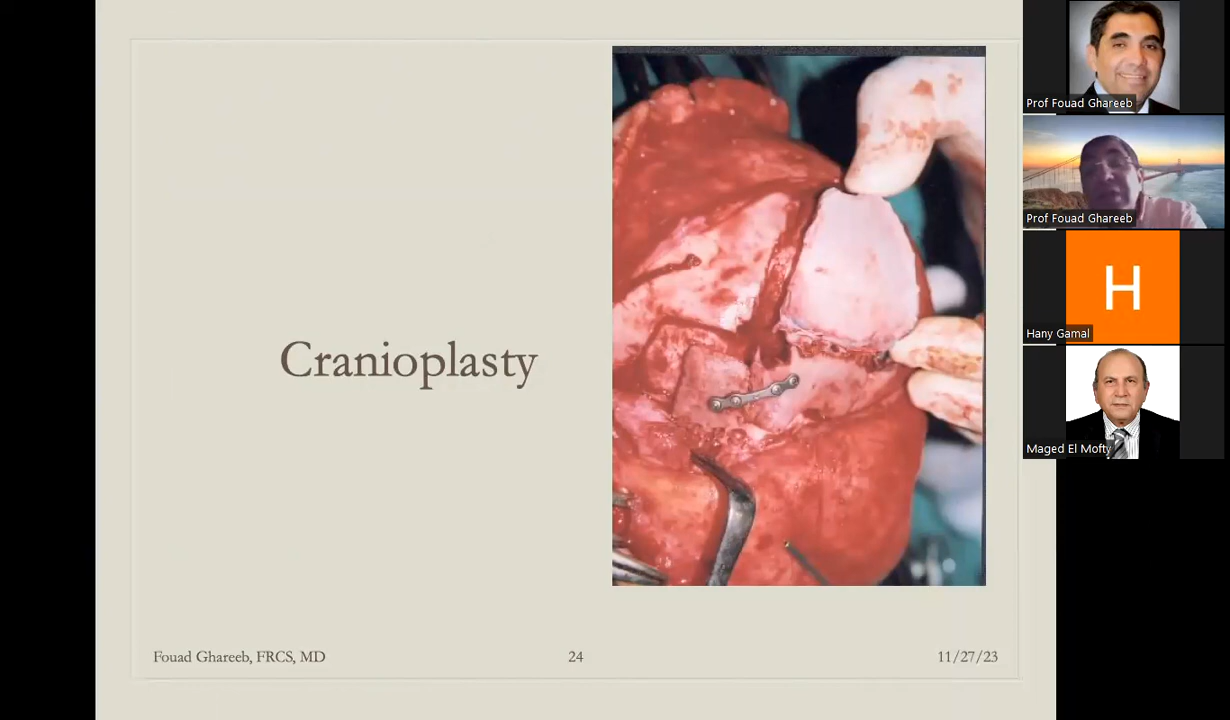 Cranioplasty
Fouad Ghareeb, FRCS, MD
24
11/27/23
Prof Fouad Ghareeb
Prof Fouad Ghareeb
H
Hany Gamal
Maged El Mofty